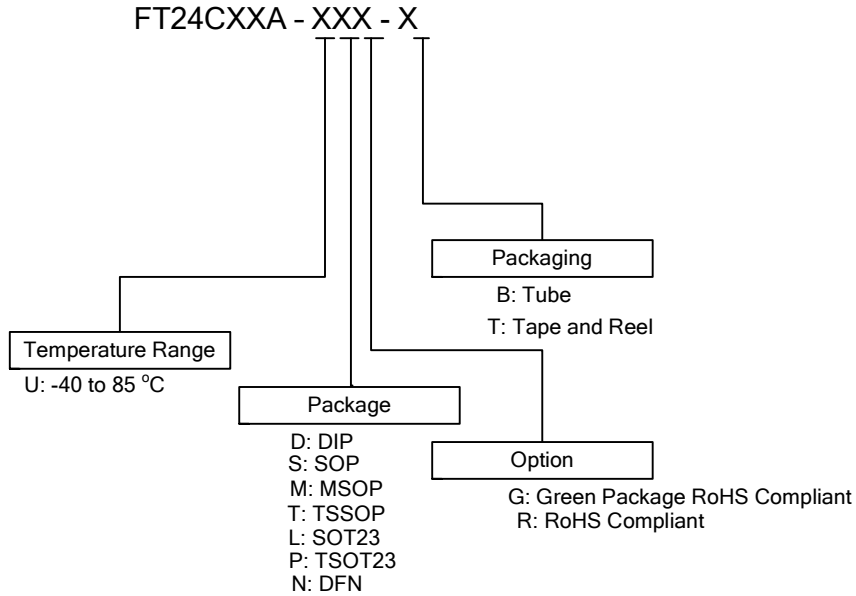 FT24CXXA - XXX - X
Packaging
B: Tube
T: Tape and Reel
Temperature Range
U: -40 to 85 °C
Package
D: DIP
S: SOP
M: MSOP
T: TSSOP
L: SOT23
P: TSOT23
N: DFN
Option
G: Green Package RoHS Compliant
R: RoHS Compliant